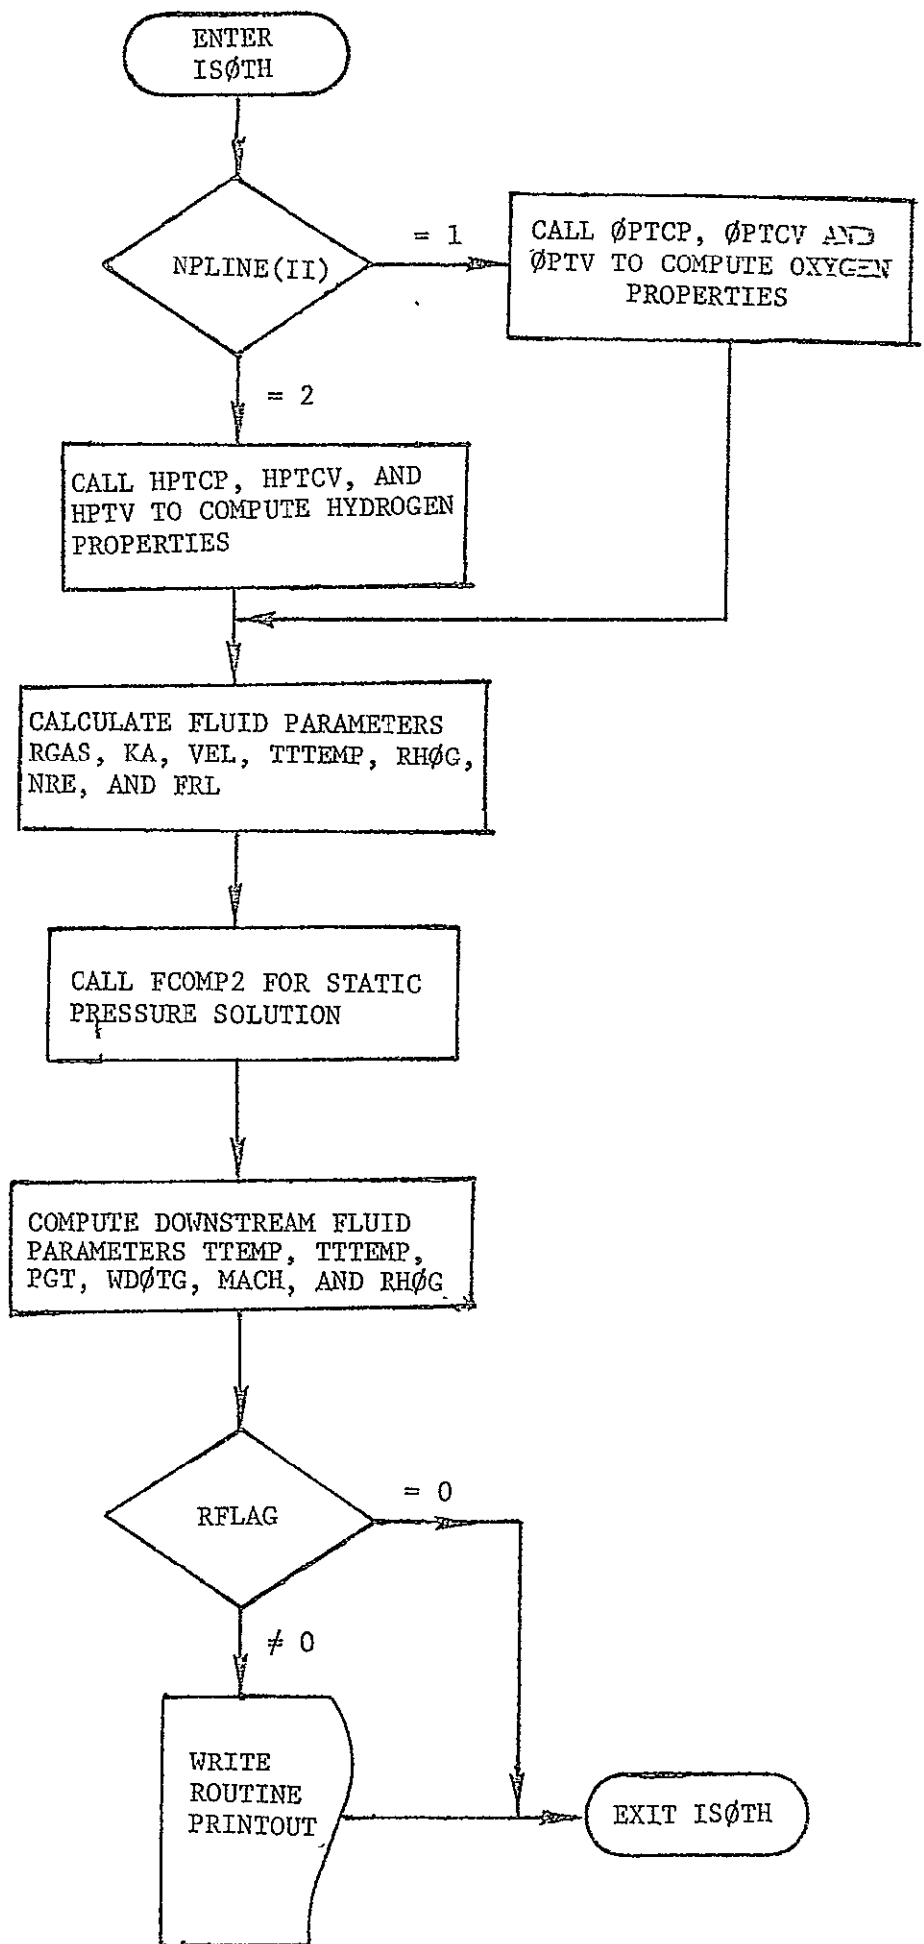 ENTER
ISØTH
NPLINE(II)
= 1
CALL ØPTCP, ØPTCV AND
ØPTV TO COMPUTE OXYGEN
PROPERTIES
= 2
CALL HPTCP, HPTCV, AND
HPTV TO COMPUTE HYDROGEN
PROPERTIES
CALCULATE FLUID PARAMETERS
RGAS, KA, VEL, TTTEMP, RHØG,
NRE, AND FRL
CALL FCOMP2 FOR STATIC
PRESSURE SOLUTION
COMPUTE DOWNSTREAM FLUID
PARAMETERS TTEMP, TTTEMP,
PGT, WDØTG, MACH, AND RHØG
RFLAG
= 0
≠ 0
WRITE
ROUTINE
PRINTOUT
EXIT ISØTH